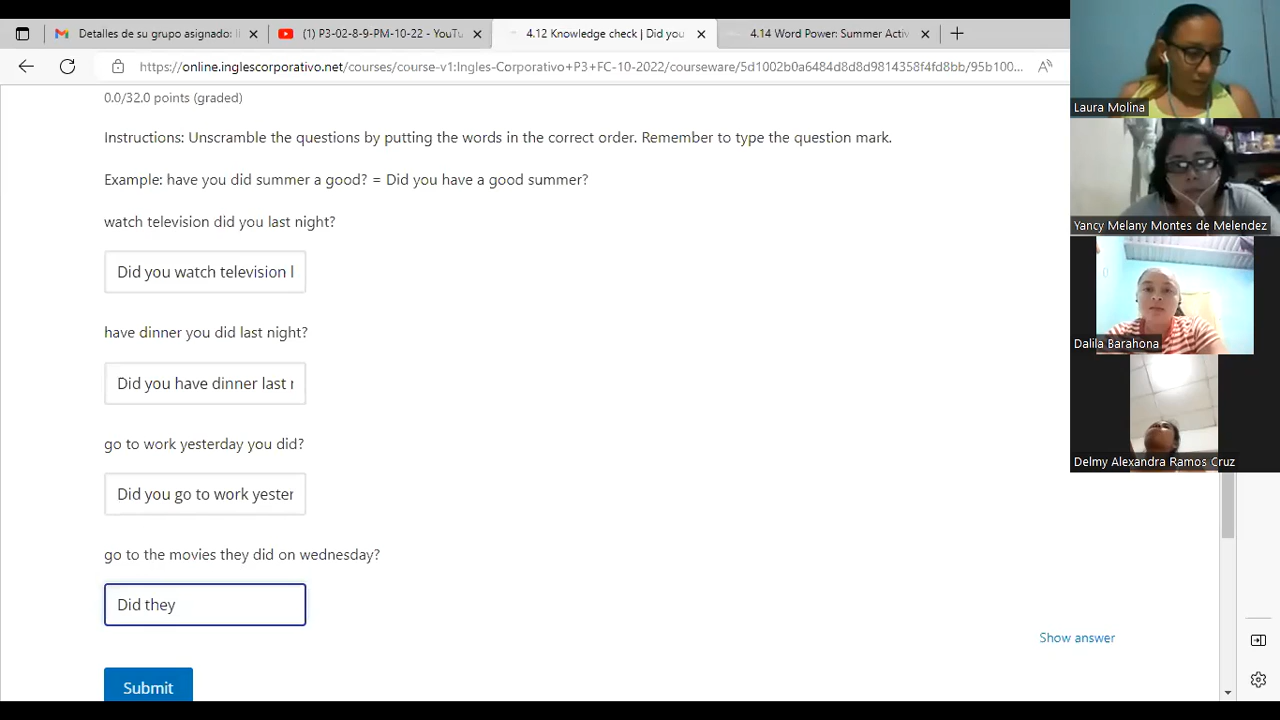 Detalles de su grupo asignado: II
(1) P3-02-8-9-PM-10-22 - YouTu
4.12 Knowledge check | Did you
4.14 Word Power: Summer Activ
https://online.inglescorporativo.net/courses/course-v1:Ingles-Corporativo+P3+FC-10-2022/courseware/5d1002b0a6484d8d8d9814358f4fd8bb/95b100...
0.0/32.0 points (graded)
Instructions: Unscramble the questions by putting the words in the correct order. Remember to type the question mark.
Example: have you did summer a good? = Did you have a good summer?
watch television did you last night?
Did you watch television l
have dinner you did last night?
Did you have dinner last r
go to work yesterday you did?
Did you go to work yester
go to the movies they did on wednesday?
Did they
Show answer
Submit
Laura Molina
Yancy Melany Montes de Melendez
Dalila Barahona
Delmy Alexandra Ramos Cruz